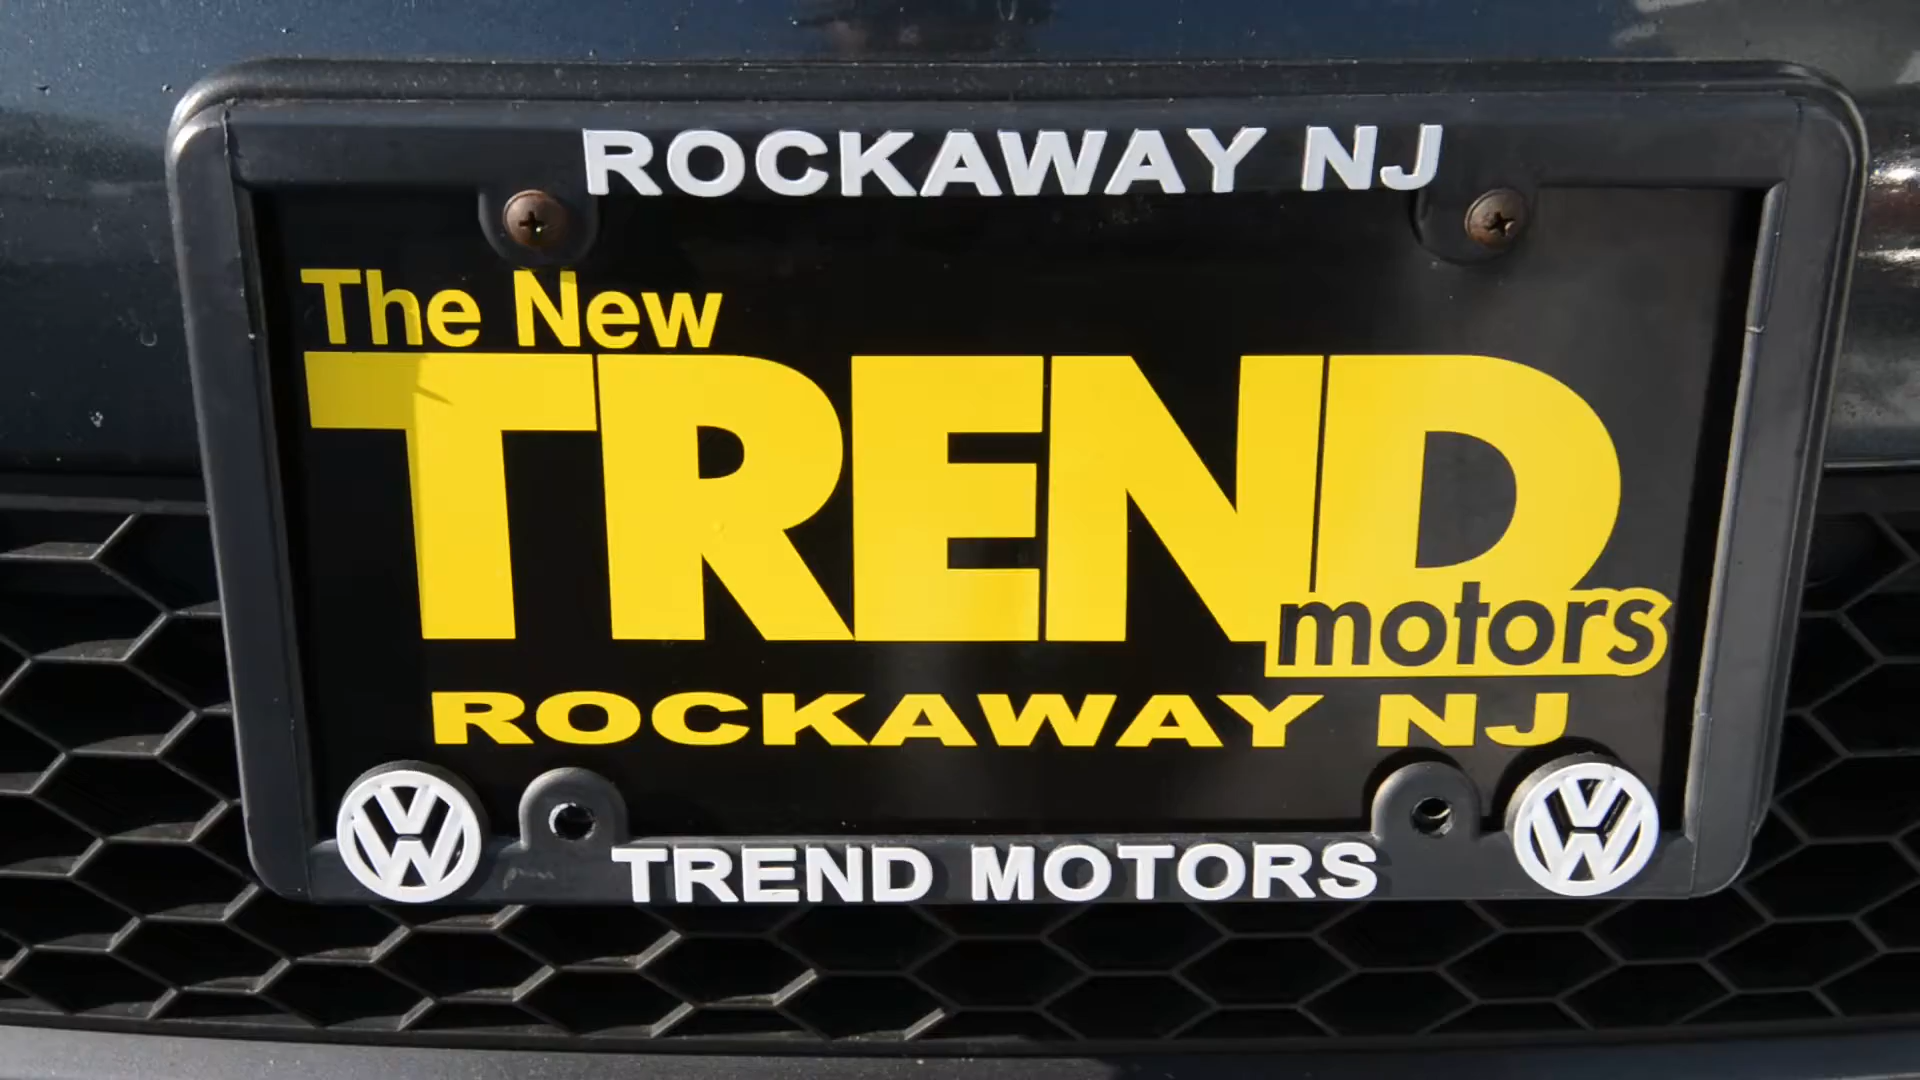 ROCKAWAY NJ
The New
TREND
motors
ROCKAWAY NJ
TREND MOTORS